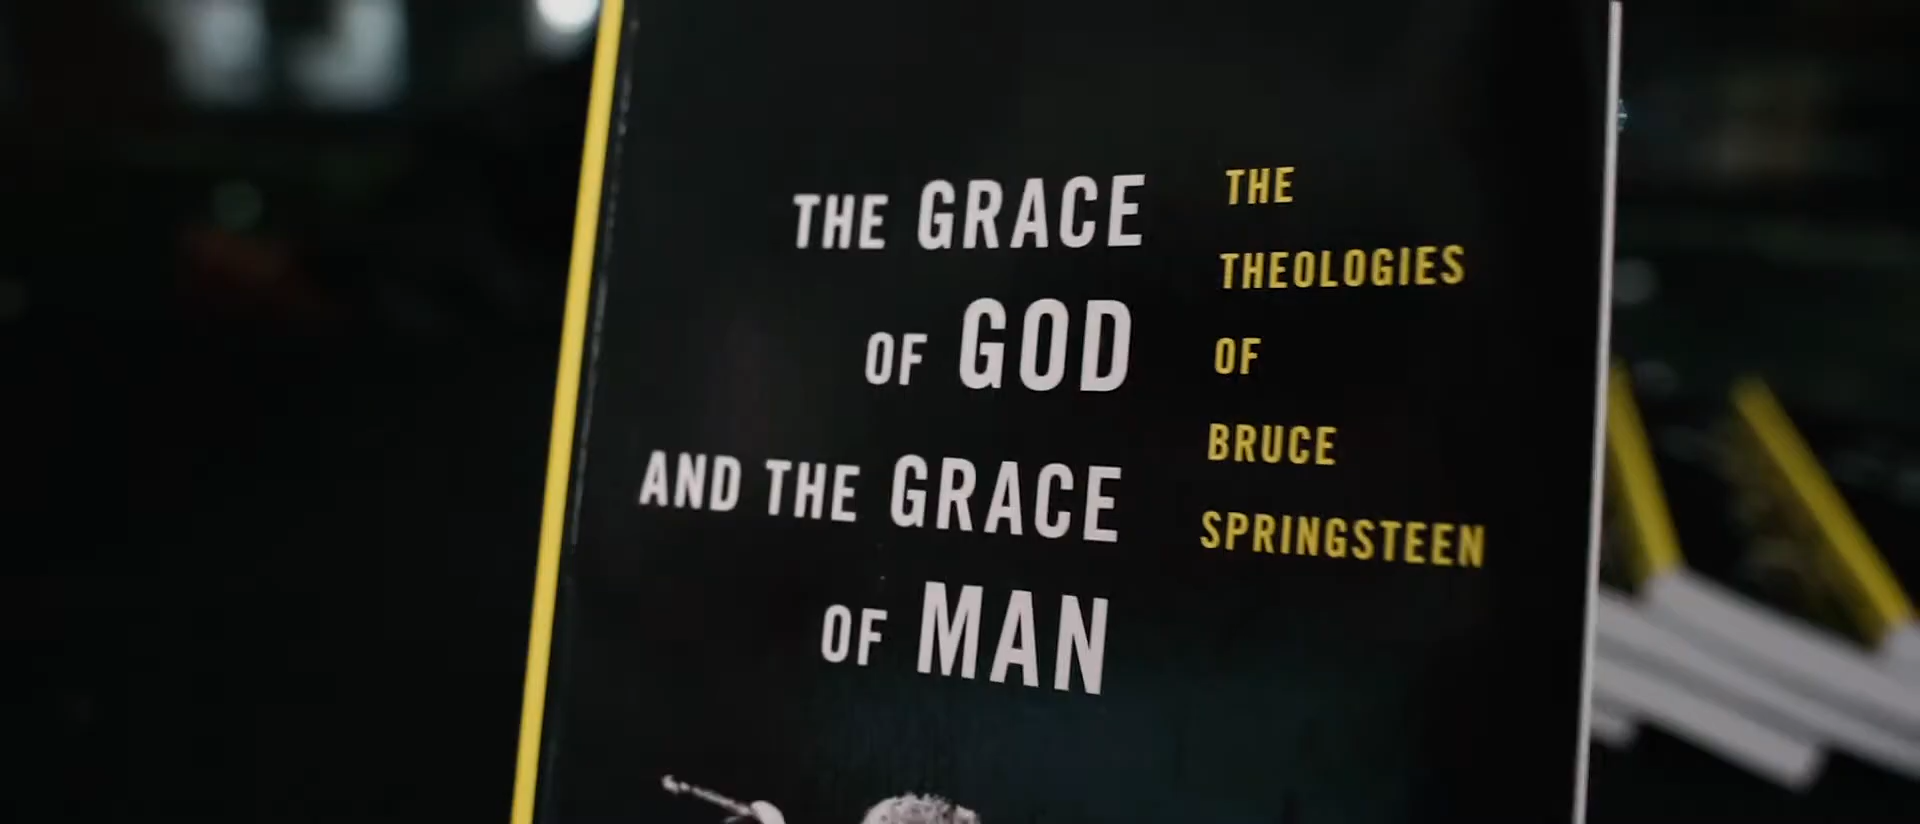 THE GRACE
OF GOD
AND THE GRACE
OF MAN
THE
THEOLOGIES
OF
BRUCE
SPRINGSTEEN